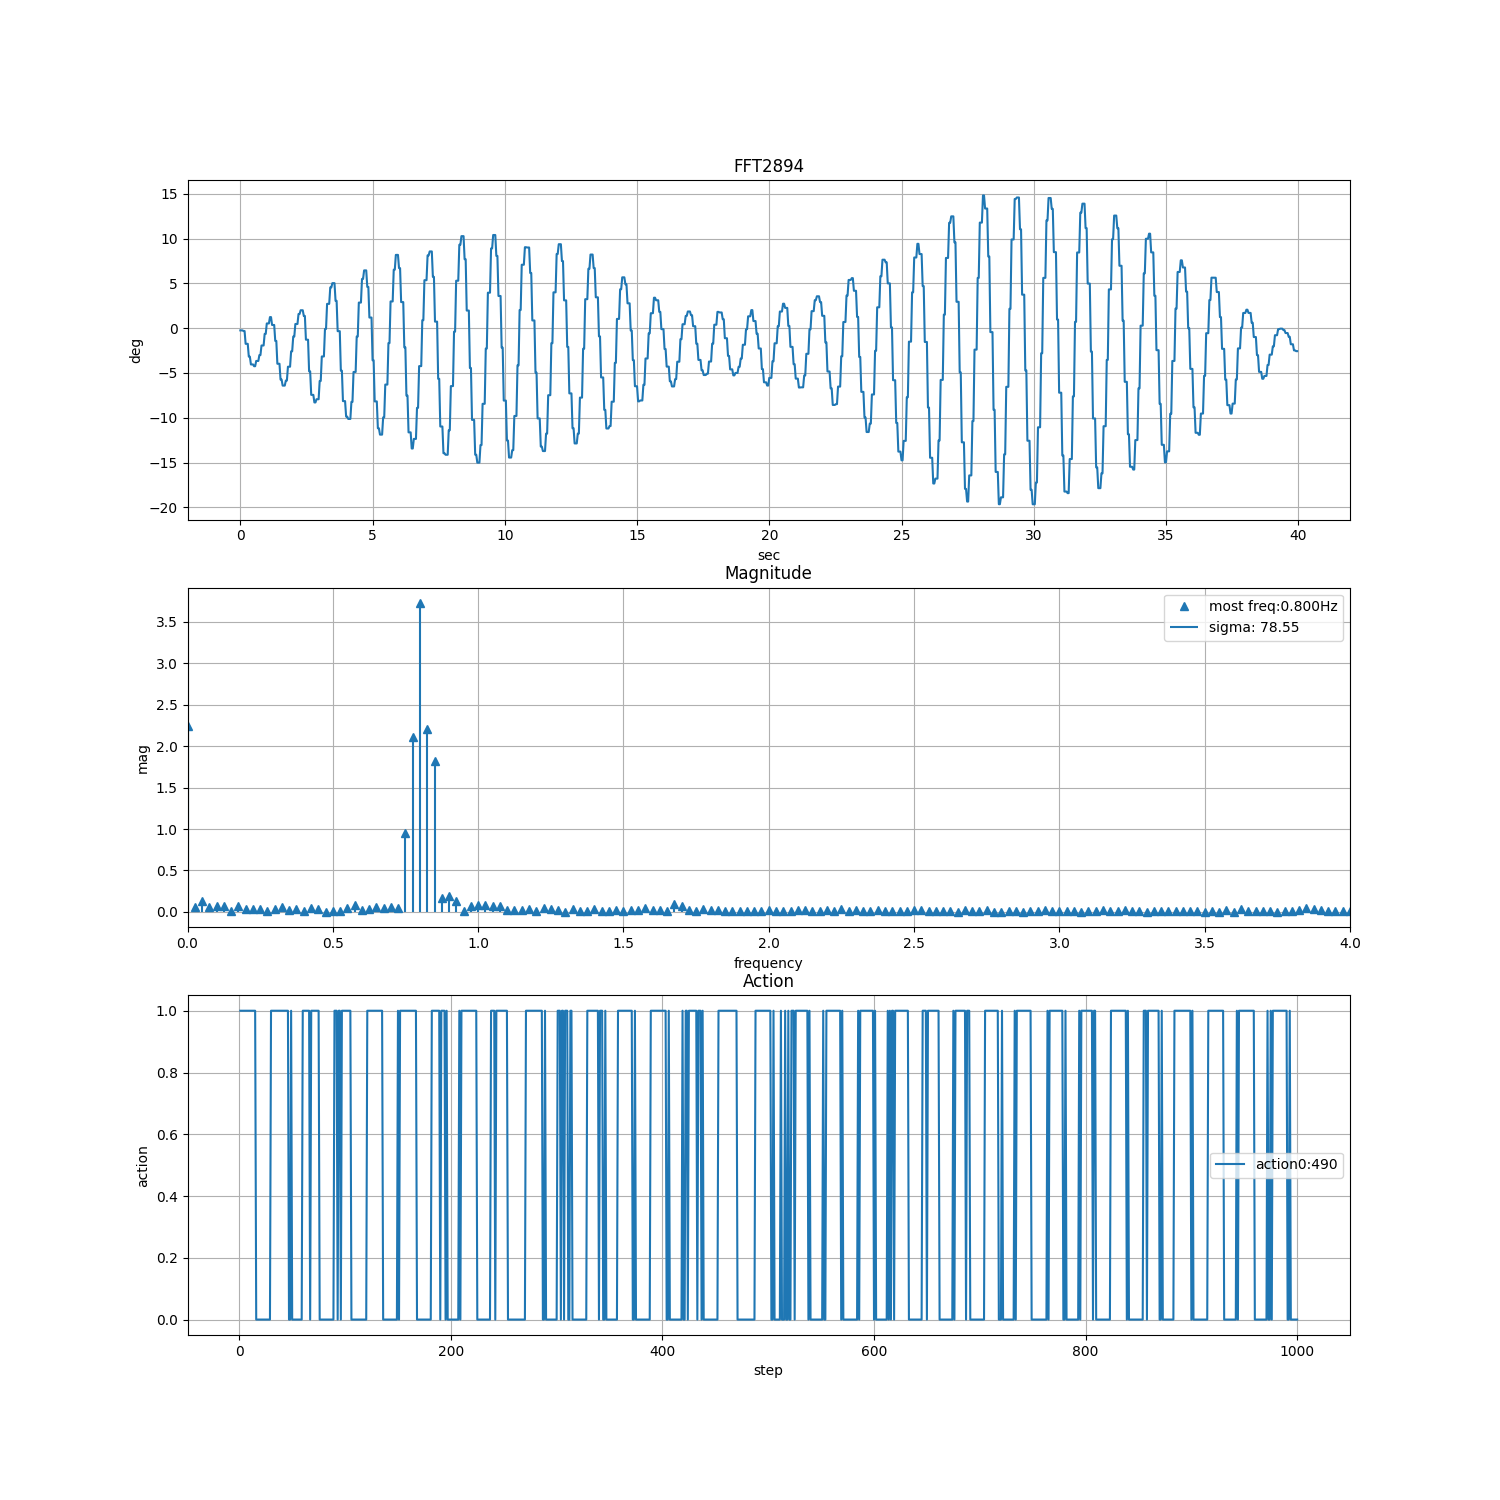 FFT2894
15
10
5
0
−5
−10
−15
−20
deg
0 5 10 15 20 25 30 35 40
sec
Magnitude
3.5
3.0
2.5
2.0
1.5
1.0
0.5
0.0
mag
most freq:0.800Hz
sigma: 78.55
0.0 0.5 1.0 1.5 2.0 2.5 3.0 3.5 4.0
frequency
Action
1.0
0.8
0.6
0.4
0.2
0.0
action
action0:490
0 200 400 600 800 1000
step